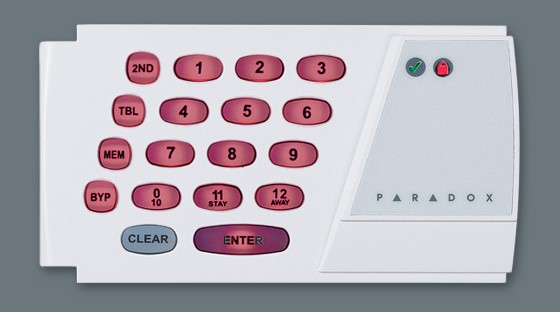 2ND 1 2 3
TBL 4 5 6
MEM 7 8 9
BYP 0 11 12
10 STAY AWAY
PARADOX
CLEAR ENTER